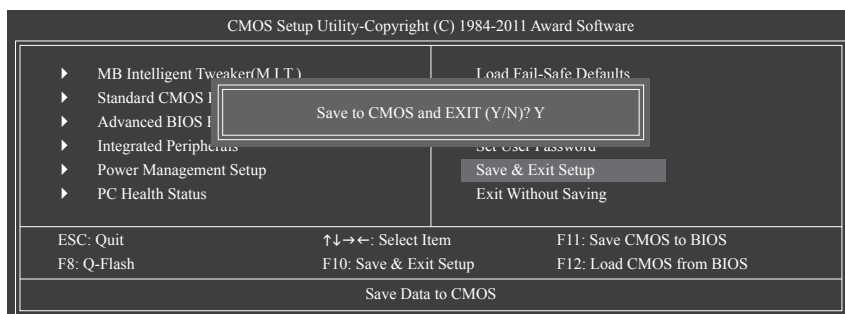 CMOS Setup Utility-Copyright (C) 1984-2011 Award Software
MB Intelligent Tweaker(M.I.T.)
Standard CMOS
Advanced BIOS
Integrated Peripherals
Power Management Setup
PC Health Status
Load Fail-Safe Defaults
Set User Password
Save & Exit Setup
Exit Without Saving
Save to CMOS and EXIT (Y/N)? Y
ESC: Quit
↑↓→←: Select Item
F11: Save CMOS to BIOS
F8: Q-Flash
F10: Save & Exit Setup
F12: Load CMOS from BIOS
Save Data to CMOS